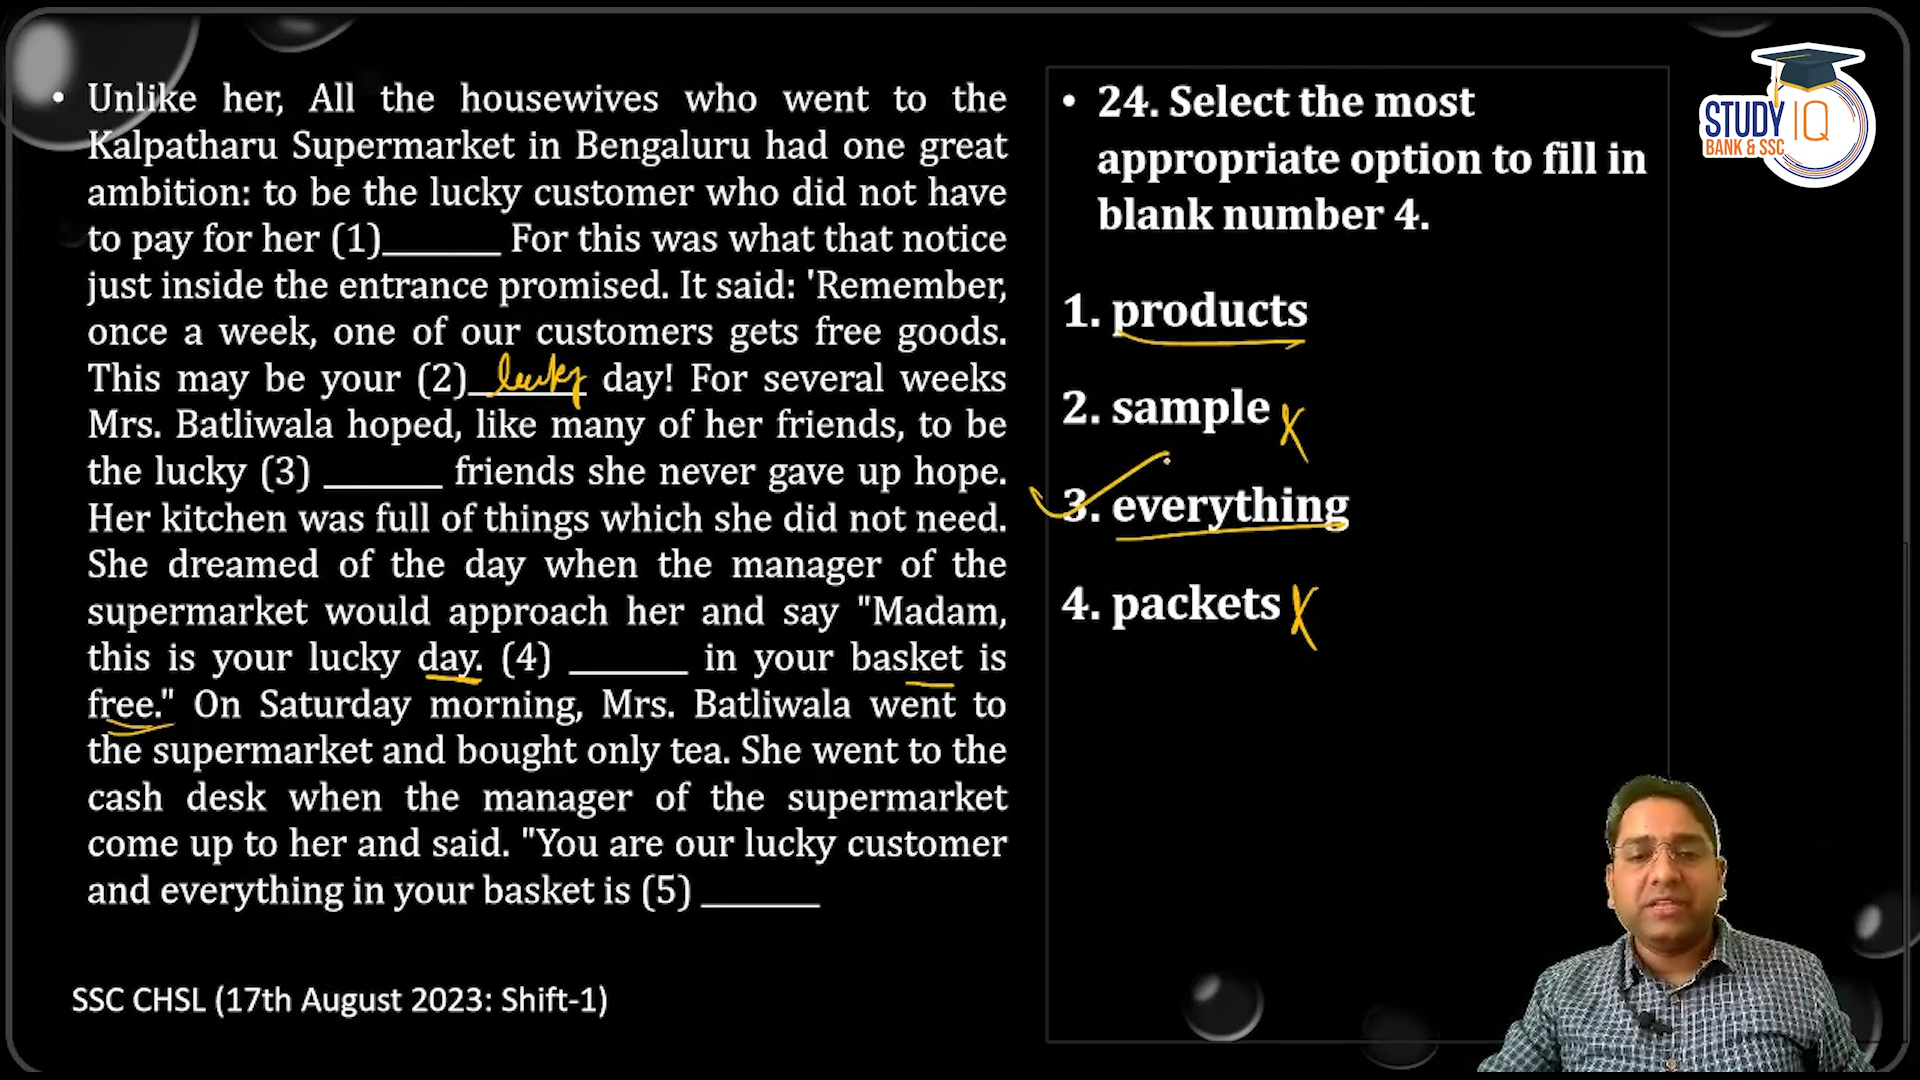 • Unlike her, All the housewives who went to the
Kalpatharu Supermarket in Bengaluru had one great
ambition: to be the lucky customer who did not have
to pay for her (1)______ For this was what that notice
just inside the entrance promised. It said: 'Remember,
once a week, one of our customers gets free goods.
This may be your (2)_lucky_ day! For several weeks
Mrs. Batliwala hoped, like many of her friends, to be
the lucky (3) ______ friends she never gave up hope.
Her kitchen was full of things which she did not need.
She dreamed of the day when the manager of the
supermarket would approach her and say "Madam,
this is your lucky day. (4) ______ in your basket is
free." On Saturday morning, Mrs. Batliwala went to
the supermarket and bought only tea. She went to the
cash desk when the manager of the supermarket
come up to her and said. "You are our lucky customer
and everything in your basket is (5) ______
SSC CHSL (17th August 2023: Shift-1)
• 24. Select the most
appropriate option to fill in
blank number 4.
1. products
2. sample
3. everything
4. packets
STUDY IQ
BANK & SSC